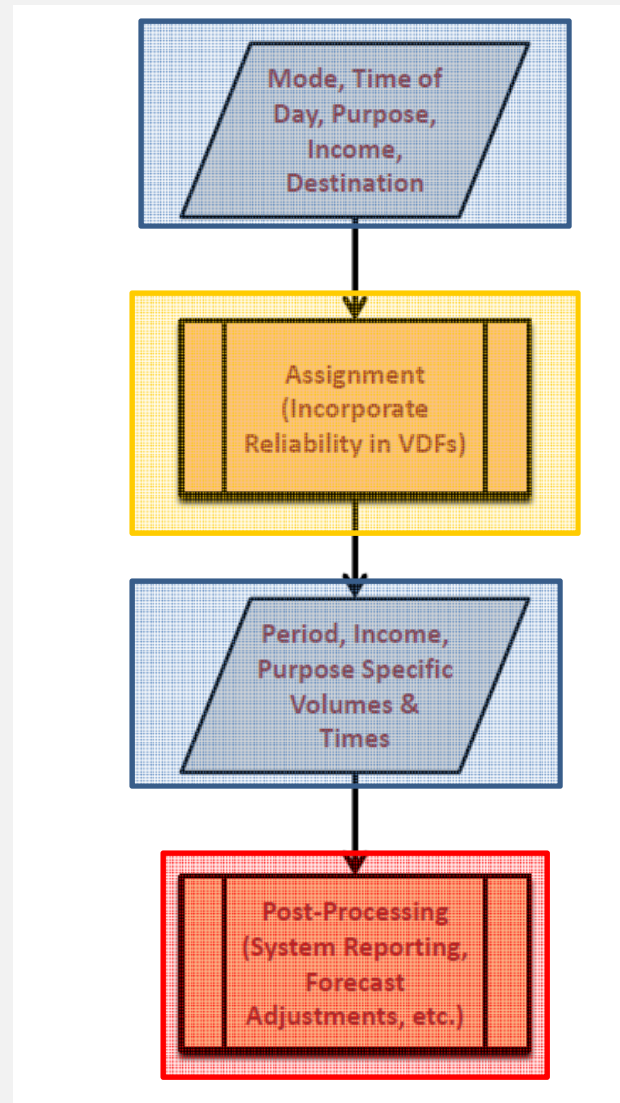 Mode, Time of
Day, Purpose,
Income,
Destination
Assignment
(Incorporate
Reliability in VDFs)
Period, Income,
Purpose Specific
Volumes &
Times
Post-Processing
(System Reporting,
Forecast
Adjustments, etc.)